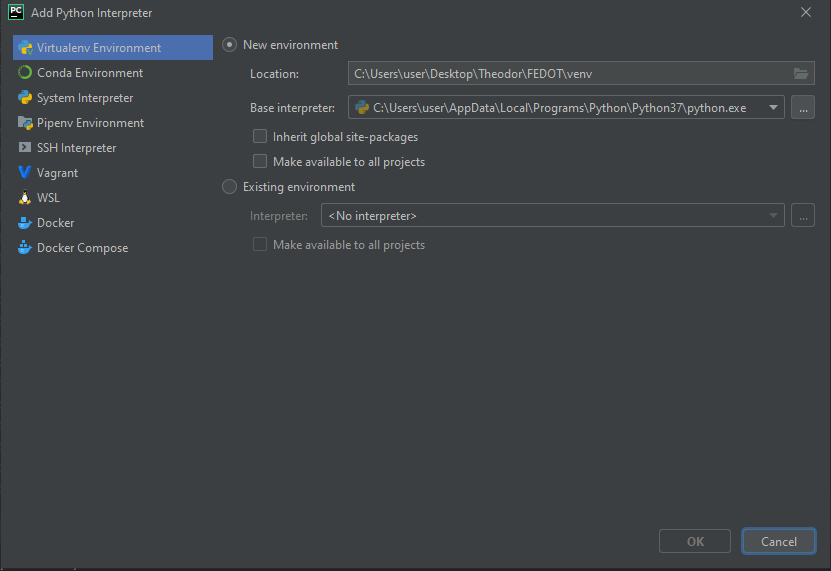 PC Add Python Interpreter
Virtualenv Environment
Conda Environment
System Interpreter
Pipenv Environment
SSH Interpreter
Vagrant
WSL
Docker
Docker Compose
New environment
Location: C:\Users\user\Desktop\Theodor\FEDOT\venv
Base interpreter: C:\Users\user\AppData\Local\Programs\Python\Python37\python.exe ...
Inherit global site-packages
Make available to all projects
Existing environment
Interpreter: <No interpreter> ...
Make available to all projects
OK Cancel